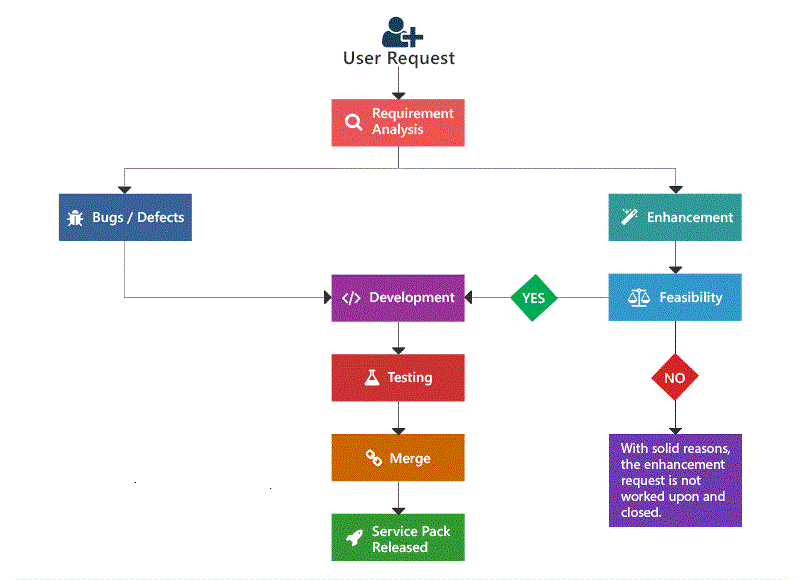 User Request
Requirement
Analysis
Bugs / Defects
Enhancement
</> Development
YES
Feasibility
Testing
NO
Merge
With solid reasons,
the enhancement
request is not
worked upon and
closed.
Service Pack
Released